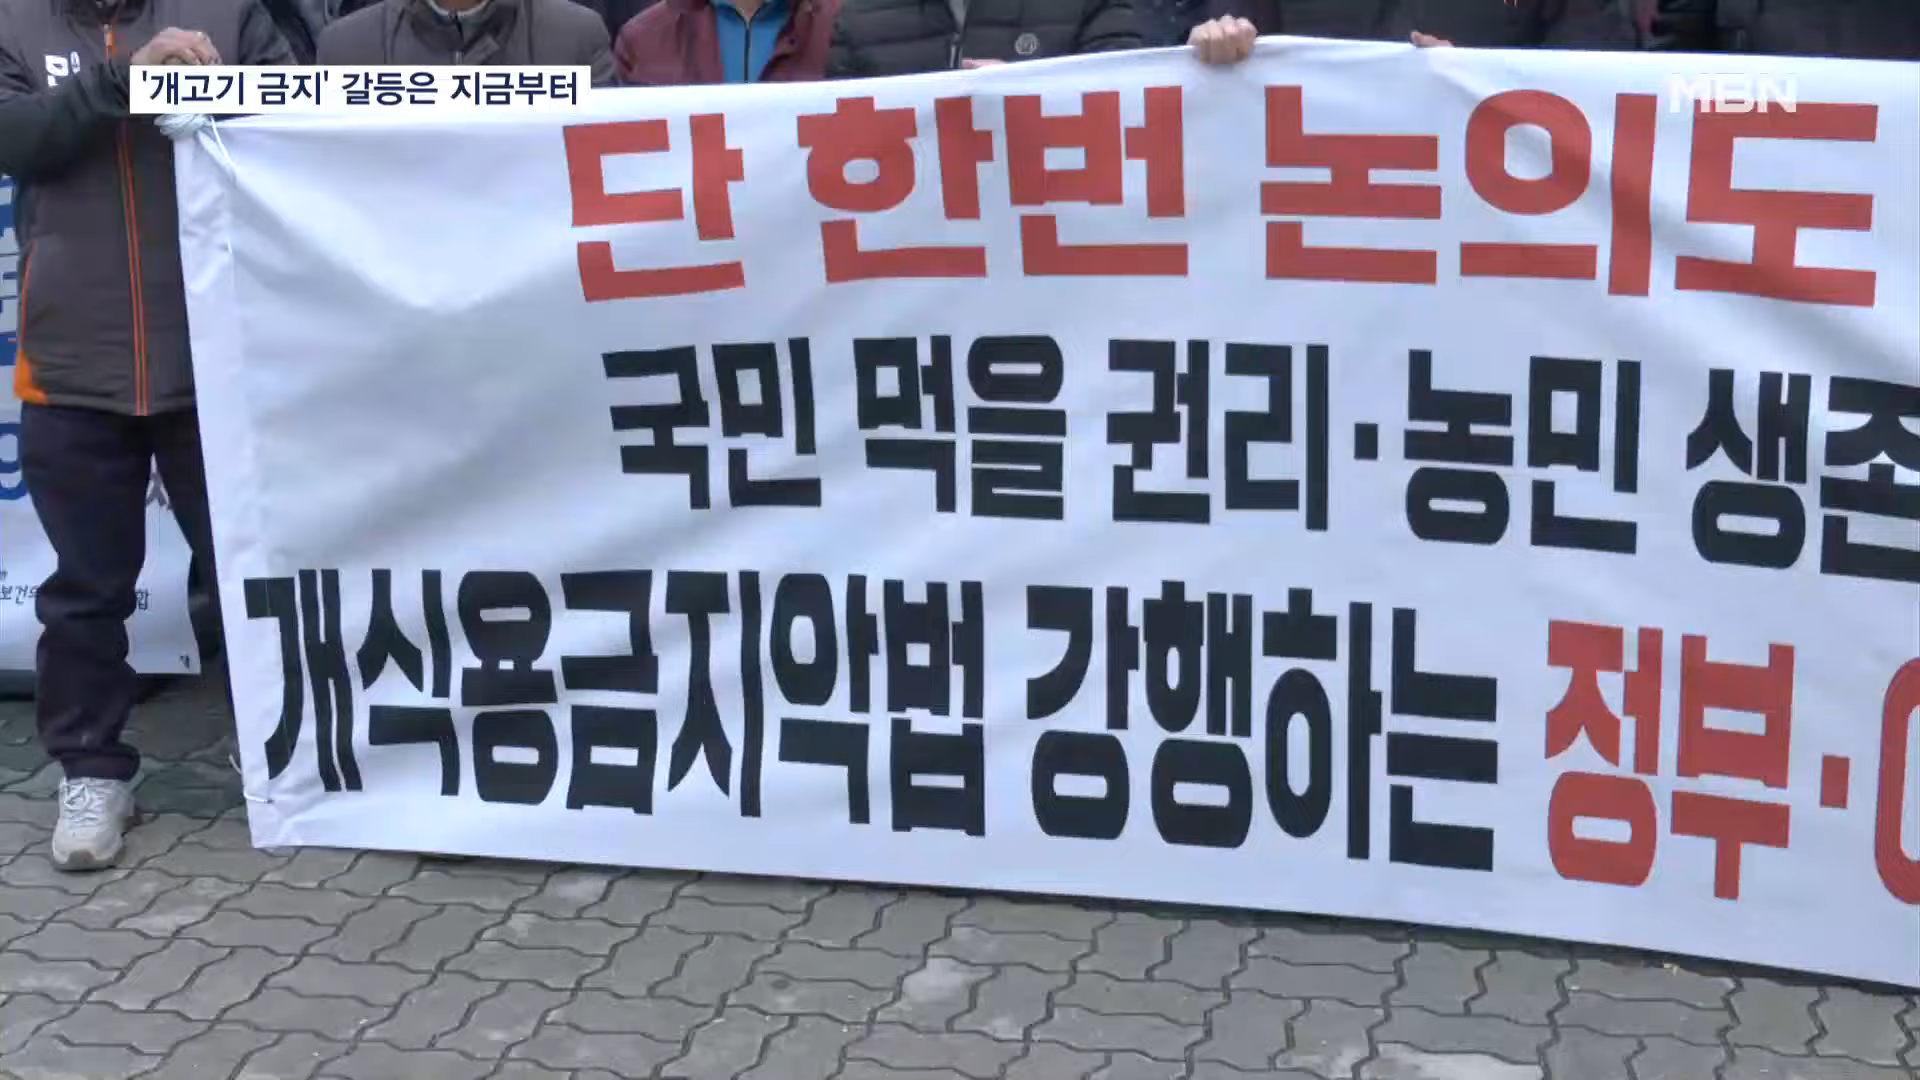 '개고기 금지' 갈등은 지금부터
MBN
단 한번 논의도
국민 먹을 권리·농민 생존
개식용금지악법 강행하는 정부·